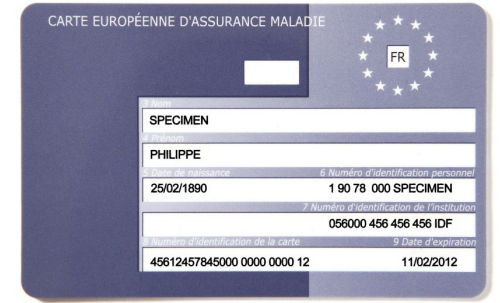 CARTE EUROPÉENNE D'ASSURANCE MALADIE
FR
3 Nom
SPECIMEN
4 Prénom
PHILIPPE
5 Date de naissance 6 Numéro d'identification personnel
25/02/1890 1 90 78 000 SPECIMEN
7 Numéro d'identification de l'institution
056000 456 456 456 IDF
8 Numéro d'identification de la carte 9 Date d'expiration
45612457845000 0000 0000 12 11/02/2012